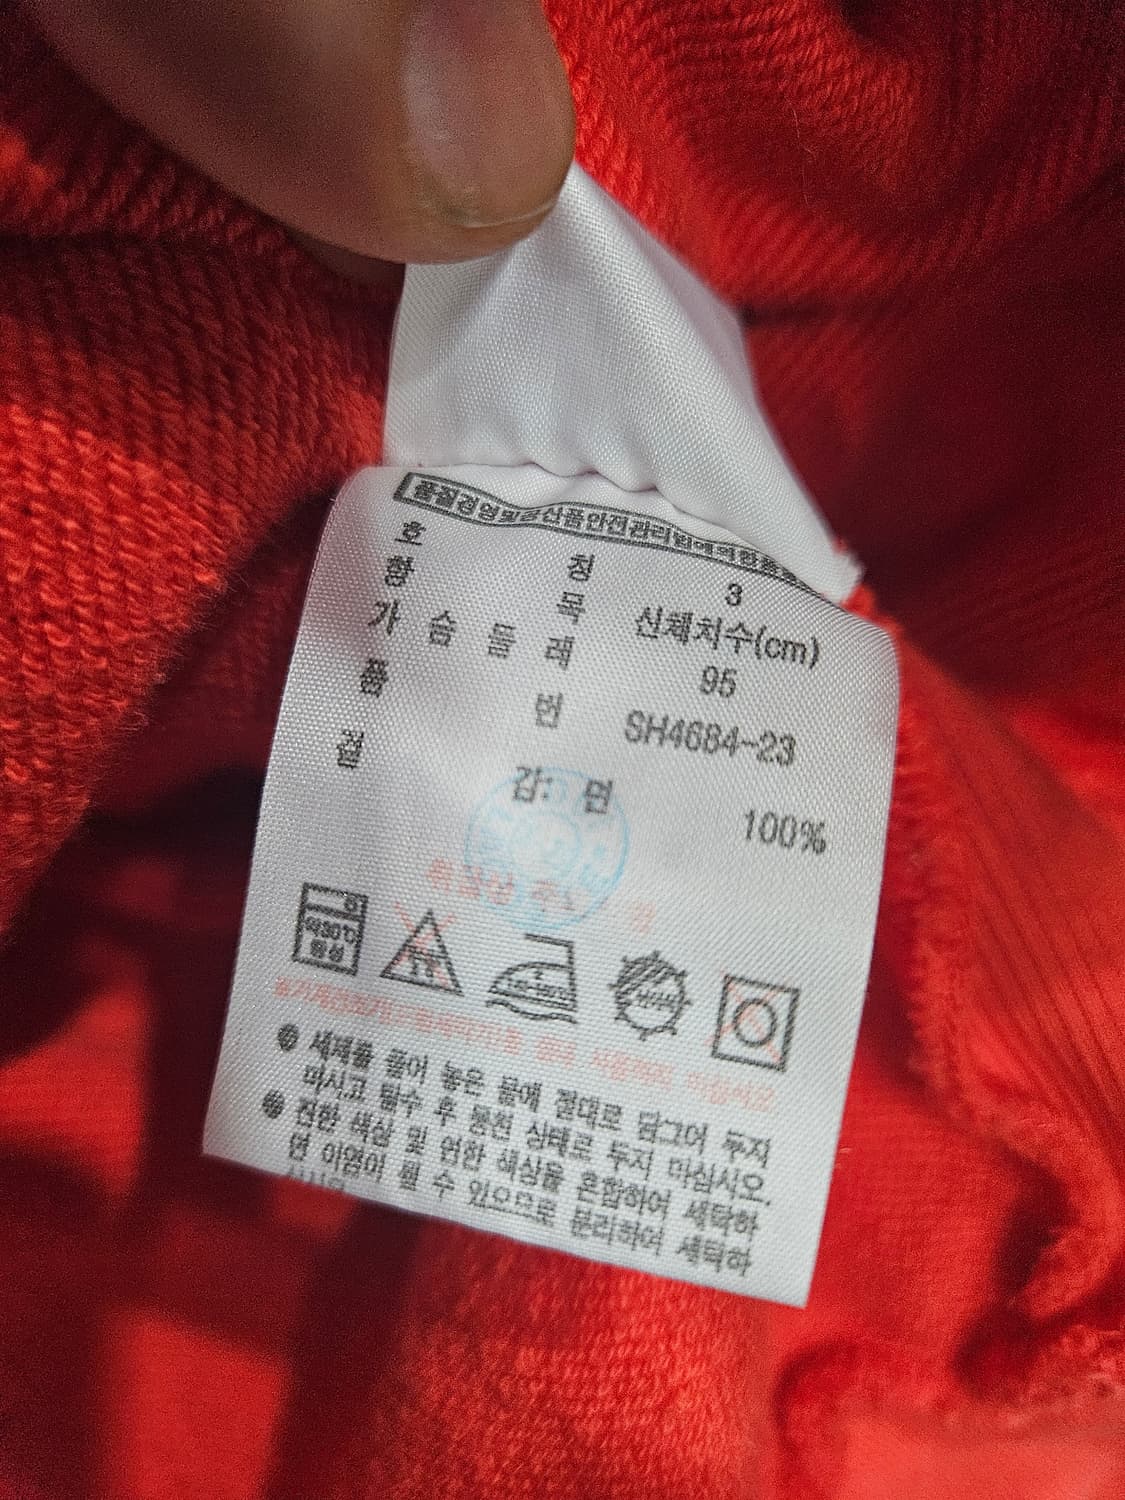 품질경영및공산품안전관리법에의한품질
호 칭 3
항 목 신체치수(cm)
가 슴 둘 레 95
품 번 SH4684-23
겉 감: 면 100%
약30℃
중성
세제를 풀어 놓은 물에 절대로 담그어 두지
마시고 탈수 후 뭉친 상태로 두지 마십시오.
진한 색상 및 연한 색상을 혼합하여 세탁하
면 이염이 될 수 있으므로 분리하여 세탁하